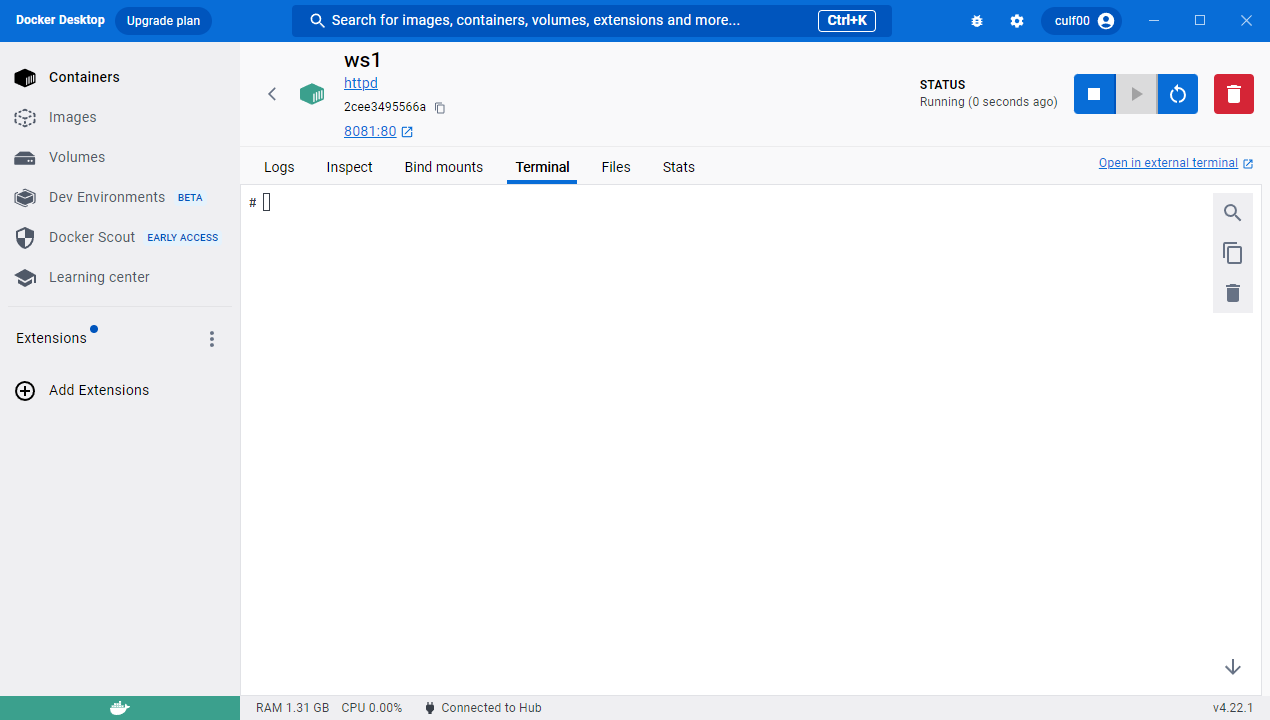 Docker Desktop
Upgrade plan
Search for images, containers, volumes, extensions and more...
Ctrl+K
culf00
Containers
Images
Volumes
Dev Environments BETA
Docker Scout EARLY ACCESS
Learning center
Extensions
Add Extensions
ws1
httpd
2cee3495566a
8081:80
STATUS
Running (0 seconds ago)
Logs
Inspect
Bind mounts
Terminal
Files
Stats
Open in external terminal
#
RAM 1.31 GB
CPU 0.00%
Connected to Hub
v4.22.1